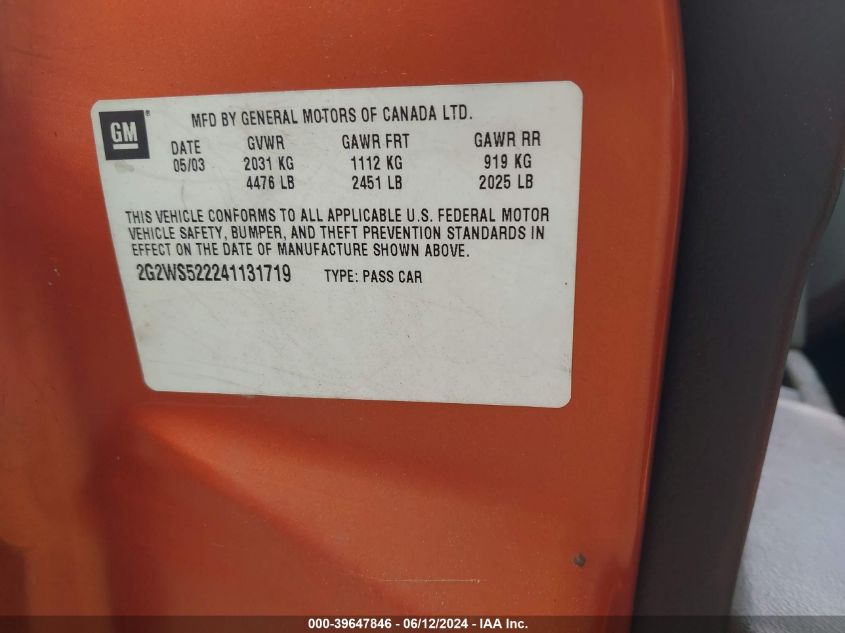 GM®
MFD BY GENERAL MOTORS OF CANADA LTD.
DATE GVWR GAWR FRT GAWR RR
05/03 2031 KG 1112 KG 919 KG
4476 LB 2451 LB 2025 LB
THIS VEHICLE CONFORMS TO ALL APPLICABLE U.S. FEDERAL MOTOR
VEHICLE SAFETY, BUMPER, AND THEFT PREVENTION STANDARDS IN
EFFECT ON THE DATE OF MANUFACTURE SHOWN ABOVE.
2G2WS522241131719 TYPE: PASS CAR
000-39647846 - 06/12/2024 - IAA Inc.